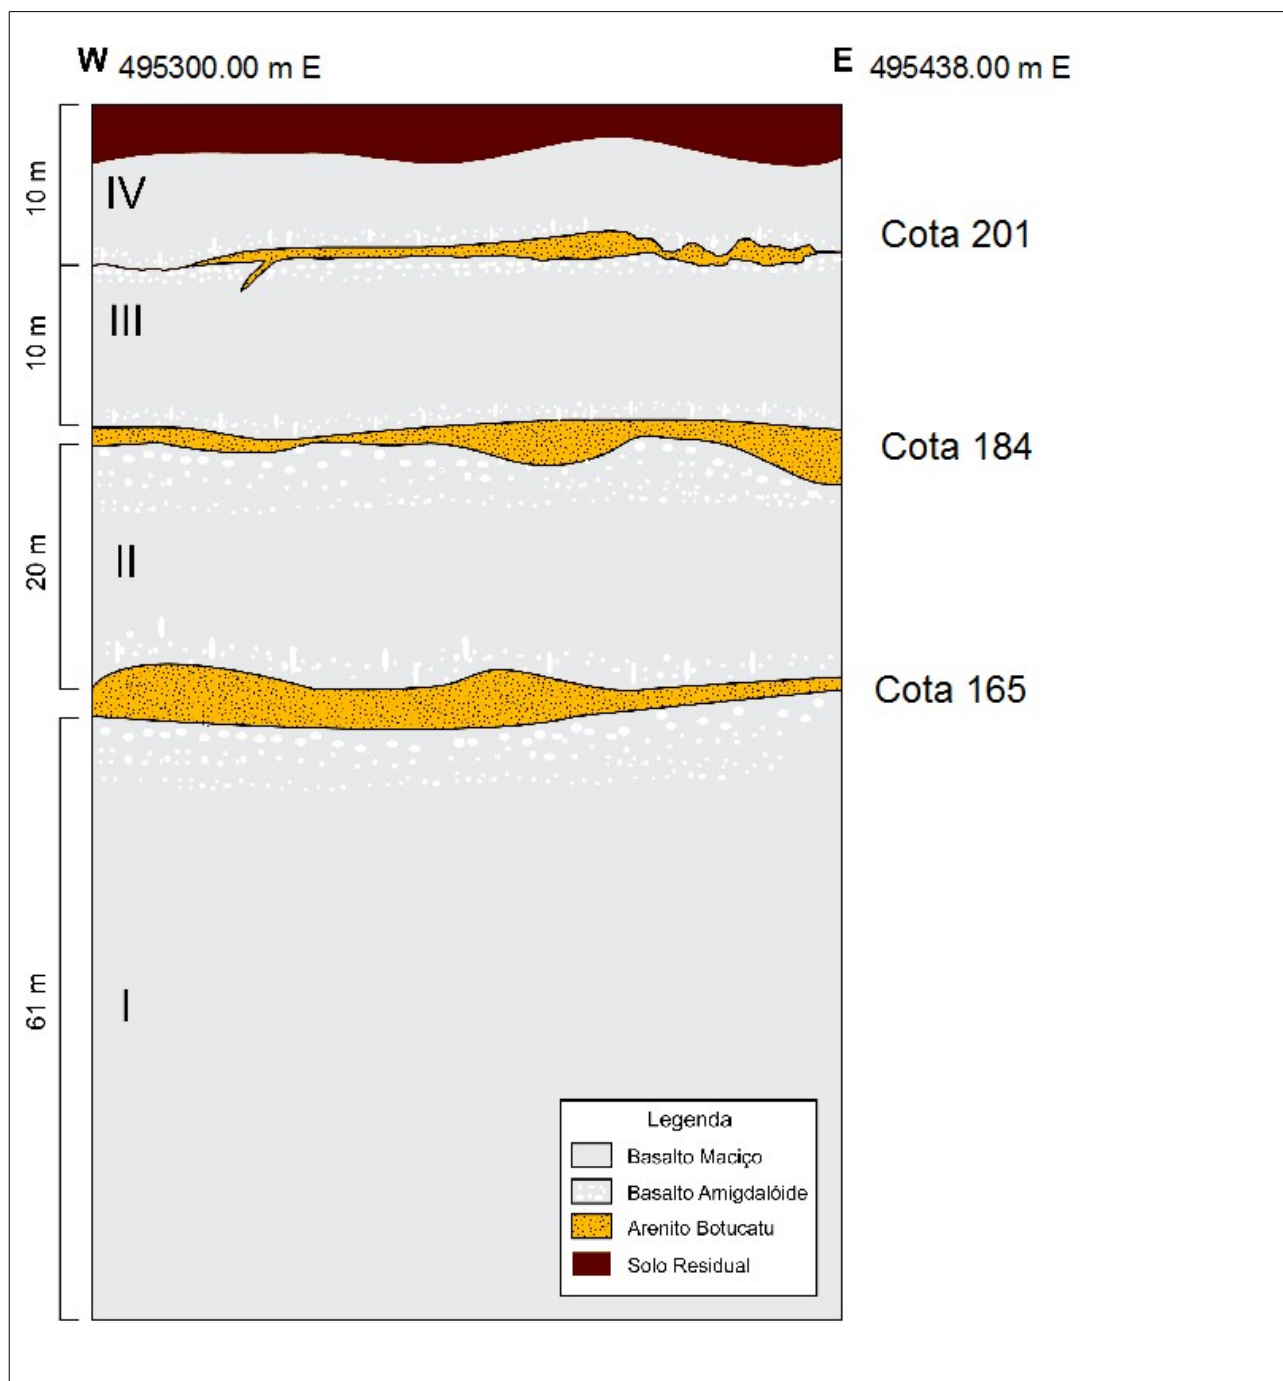 W 495300.00 m E
E 495438.00 m E
10 m
IV
Cota 201
10 m
III
Cota 184
20 m
II
Cota 165
61 m
I
Legenda
Basalto Maciço
Basalto Amigdalóide
Arenito Botucatu
Solo Residual